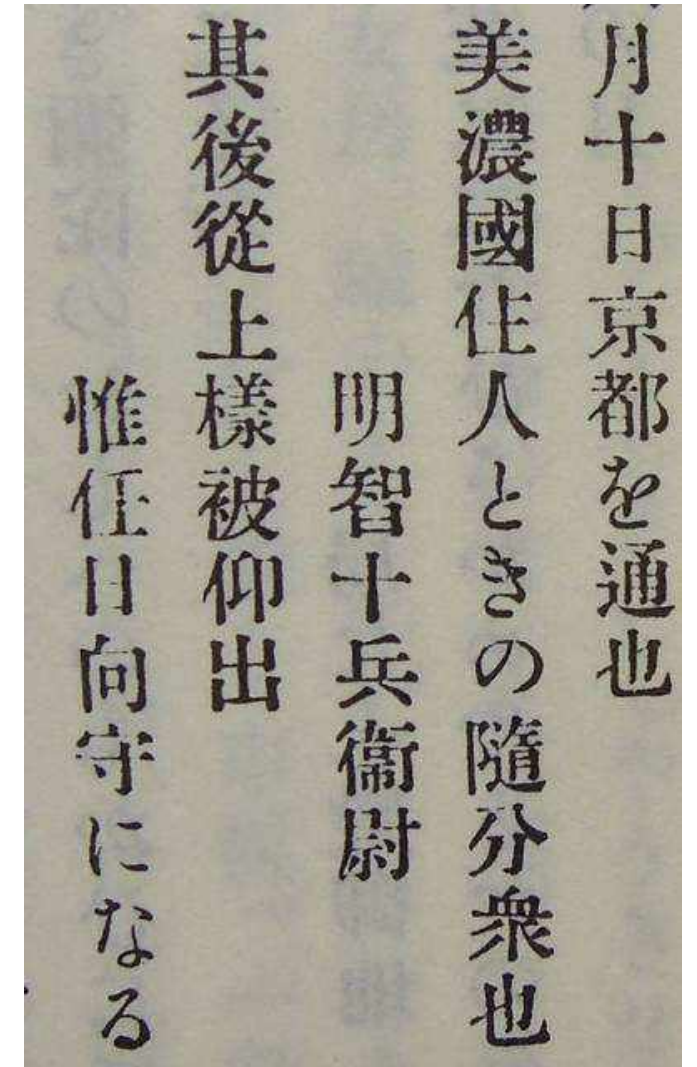 月十日京都を通也
美濃國住人ときの隨分衆也
明智十兵衞尉
其後從上樣被仰出
惟任日向守になる